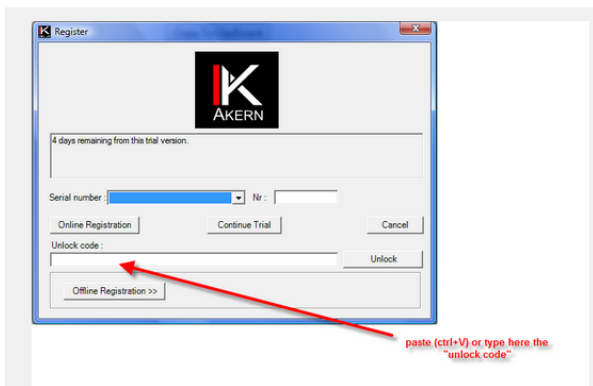 Register
AKERN
4 days remaining from this trial version.
Serial number :
Nr :
Online Registration
Continue Trial
Cancel
Unlock code :
Unlock
Offline Registration >>
paste (ctrl+V) or type here the
"unlock code"